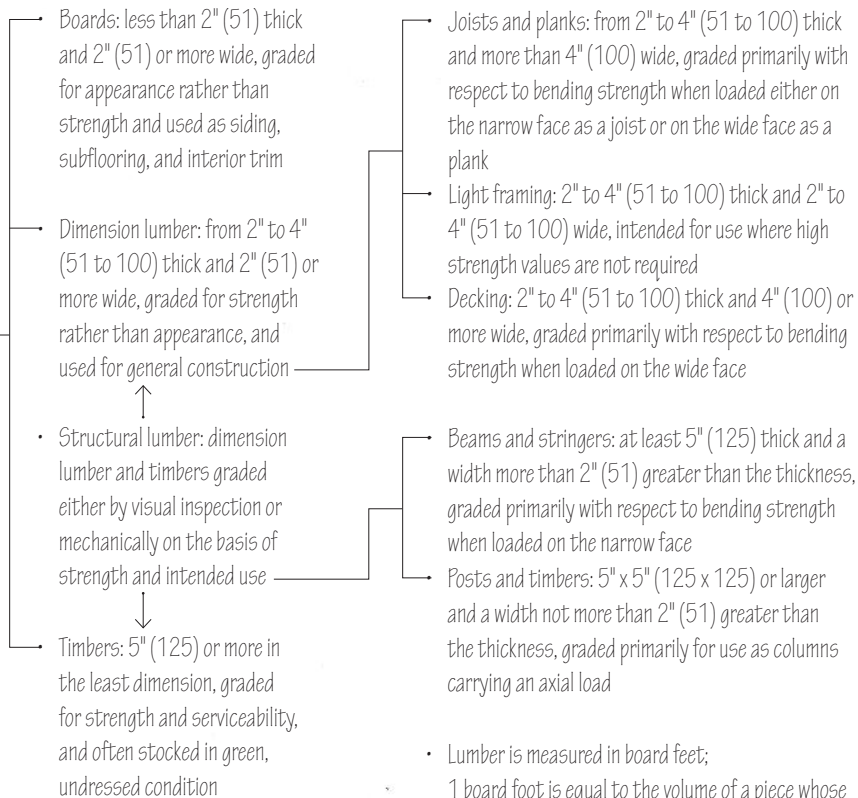 • Boards: less than 2" (51) thick
and 2" (51) or more wide, graded
for appearance rather than
strength and used as siding,
subflooring, and interior trim
• Dimension lumber: from 2" to 4"
(51 to 100) thick and 2" (51) or
more wide, graded for strength
rather than appearance, and
used for general construction
• Structural lumber: dimension
lumber and timbers graded
either by visual inspection or
mechanically on the basis of
strength and intended use
• Timbers: 5" (125) or more in
the least dimension, graded
for strength and serviceability,
and often stocked in green,
undressed condition
• Joists and planks: from 2" to 4" (51 to 100) thick
and more than 4" (100) wide, graded primarily with
respect to bending strength when loaded either on
the narrow face as a joist or on the wide face as a
plank
• Light framing: 2" to 4" (51 to 100) thick and 2" to
4" (51 to 100) wide, intended for use where high
strength values are not required
• Decking: 2" to 4" (51 to 100) thick and 4" (100) or
more wide, graded primarily with respect to bending
strength when loaded on the wide face
• Beams and stringers: at least 5" (125) thick and a
width more than 2" (51) greater than the thickness,
graded primarily with respect to bending strength
when loaded on the narrow face
• Posts and timbers: 5" x 5" (125 x 125) or larger
and a width not more than 2" (51) greater than
the thickness, graded primarily for use as columns
carrying an axial load
• Lumber is measured in board feet;
1 board foot is equal to the volume of a piece whose